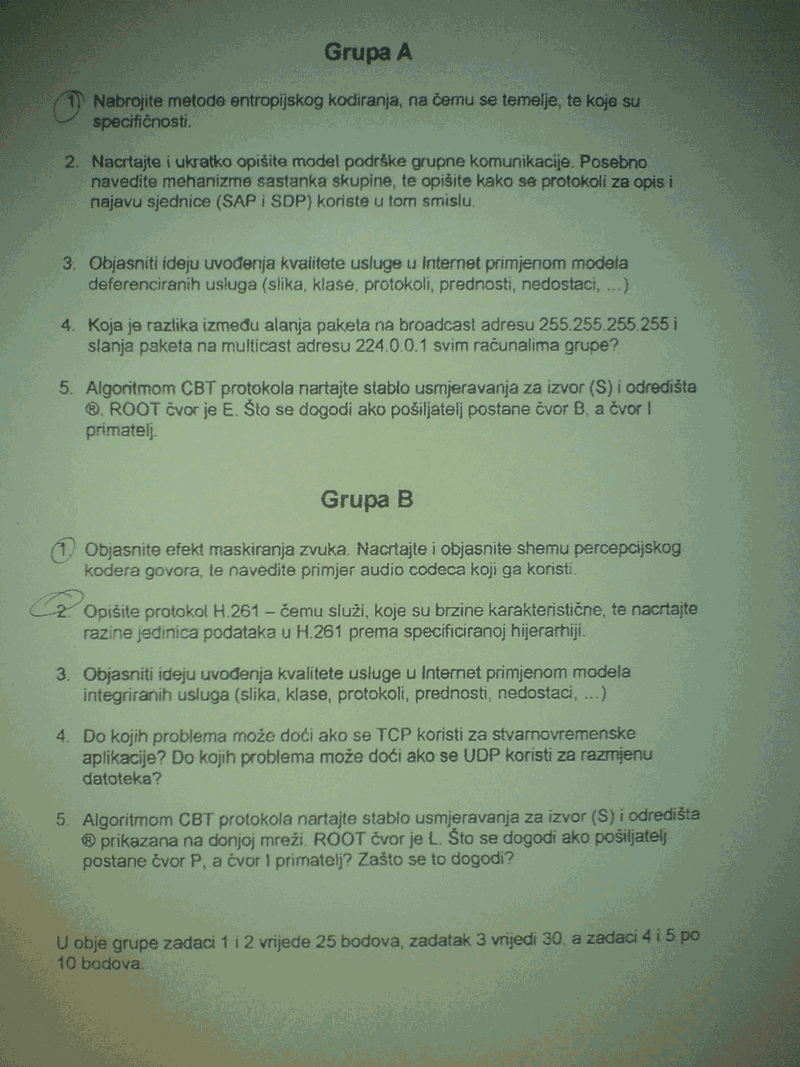 Grupa A
1. Nabrojite metode entropijskog kodiranja, na čemu se temelje, te koje su
specifičnosti.
2. Nacrtajte i ukratko opišite model podrške grupne komunikacije. Posebno
navedite mehanizme sastanka skupine, te opišite kako se protokoli za opis i
najavu sjednice (SAP i SDP) koriste u tom smislu.
3. Objasniti ideju uvođenja kvalitete usluge u Internet primjenom modela
deferenciranih usluga (slika, klase, protokoli, prednosti, nedostaci, ...)
4. Koja je razlika između alanja paketa na broadcast adresu 255.255.255.255 i
slanja paketa na multicast adresu 224.0.0.1 svim računalima grupe?
5. Algoritmom CBT protokola nartajte stablo usmjeravanja za izvor (S) i odredišta
®. ROOT čvor je E. Što se dogodi ako pošiljatelj postane čvor B, a čvor I
primatelj.
Grupa B
1. Objasnite efekt maskiranja zvuka. Nacrtajte i objasnite shemu percepcijskog
kodera govora, te navedite primjer audio codeca koji ga koristi.
2. Opišite protokol H.261 – čemu služi, koje su brzine karakteristične, te nacrtajte
razine jedinica podataka u H.261 prema specificiranoj hijerarhiji.
3. Objasniti ideju uvođenja kvalitete usluge u Internet primjenom modela
integriranih usluga (slika, klase, protokoli, prednosti, nedostaci, ...)
4. Do kojih problema može doći ako se TCP koristi za stvarnovremenske
aplikacije? Do kojih problema može doći ako se UDP koristi za razmjenu
datoteka?
5. Algoritmom CBT protokola nartajte stablo usmjeravanja za izvor (S) i odredišta
® prikazana na donjoj mreži. ROOT čvor je L. Što se dogodi ako pošiljatelj
postane čvor P, a čvor I primatelj? Zašto se to dogodi?
U obje grupe zadaci 1 i 2 vrijede 25 bodova, zadatak 3 vrijedi 30. a zadaci 4 i 5 po
10 bodova.